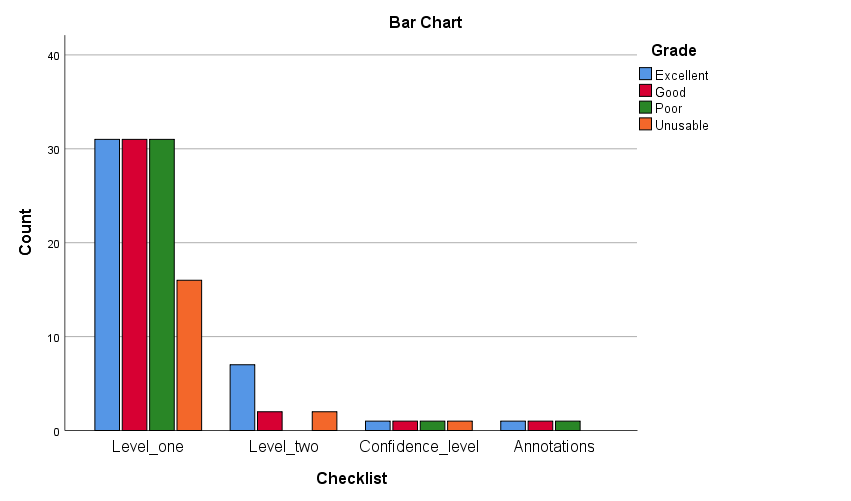 Bar Chart
Grade
Excellent
Good
Poor
Unusable
Count
40
30
20
10
0
Level_one
Level_two
Confidence_level
Annotations
Checklist